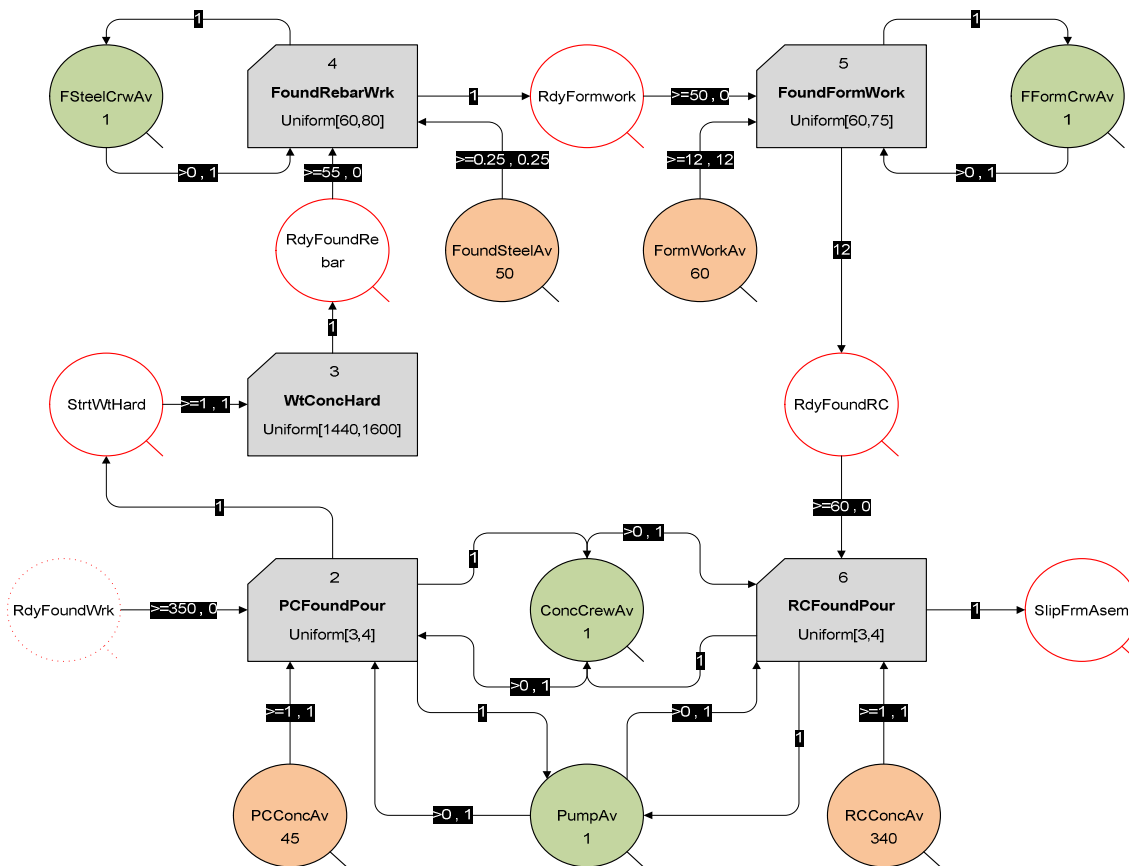 1
1
4
FoundRebarWrk
Uniform[60,80]
5
FoundFormWork
Uniform[60,75]
FSteelCrwAv
1
1
RdyFormwork
>=50 , 0
FFormCrwAv
1
>0 , 1
>=55 , 0
>=0.25 , 0.25
>=12 , 12
>0 , 1
RdyFoundRe
bar
FoundSteelAv
50
FormWorkAv
60
12
1
StrtWtHard
>=1 , 1
3
WtConcHard
Uniform[1440,1600]
RdyFoundRC
1
>=60 , 0
>0 , 1
1
RdyFoundWrk
>=350, 0
2
PCFoundPour
Uniform[3,4]
ConcCrewAv
1
6
RCFoundPour
Uniform[3,4]
1
SlipFrmAsem
1
>0 , 1
>=1 , 1
1
>0 , 1
>=1 , 1
1
PCConcAv
45
>0 , 1
PumpAv
1
RCConcAv
340